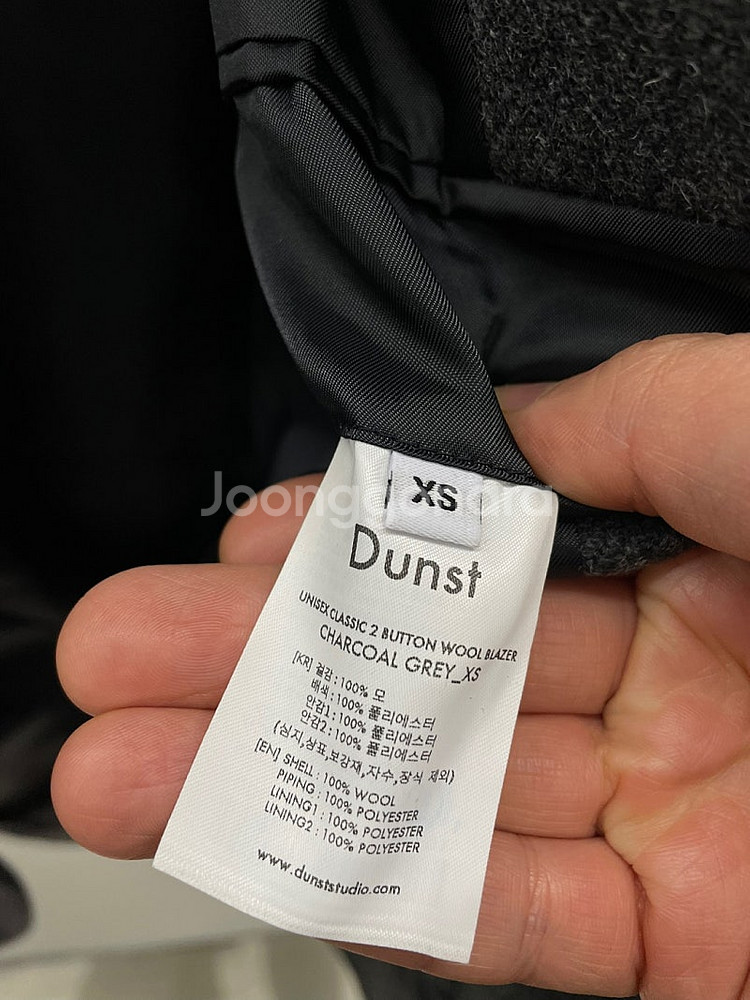 XS
Joongonara
Dunst
UNISEX CLASSIC 2 BUTTON WOOL BLAZER
CHARCOAL GREY_XS
[KR] 겉감 : 100% 모
배색 : 100% 폴리에스터
안감1 : 100% 폴리에스터
안감2 : 100% 폴리에스터
(심지,상표,보강재,자수,장식 제외)
[EN] SHELL : 100% WOOL
PIPING : 100% POLYESTER
LINING1 : 100% POLYESTER
LINING2 : 100% POLYESTER
www.dunststudio.com